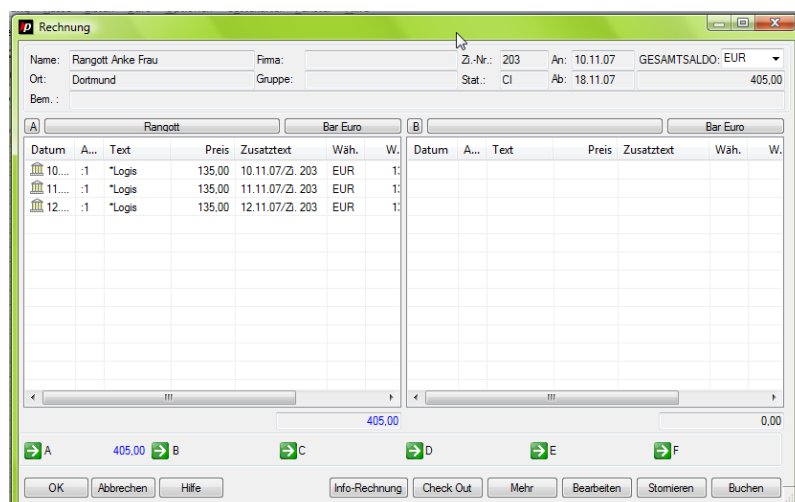 Rechnung
Name: Rangott Anke Frau Firma: Zi.-Nr.: 203 An: 10.11.07 GESAMTSALDO: EUR
Ort: Dortmund Gruppe: Stat.: CI Ab: 18.11.07 405,00
Bem. :
A Rangott Bar Euro B Bar Euro
Datum A... Text Preis Zusatztext Wäh. W. Datum A... Text Preis Zusatztext Wäh. W.
10.... :1 *Logis 135,00 10.11.07/Zi. 203 EUR
11.... :1 *Logis 135,00 11.11.07/Zi. 203 EUR
12.... :1 *Logis 135,00 12.11.07/Zi. 203 EUR
405,00 0,00
A 405,00 B C D E F
OK Abbrechen Hilfe Info-Rechnung Check Out Mehr Bearbeiten Stornieren Buchen